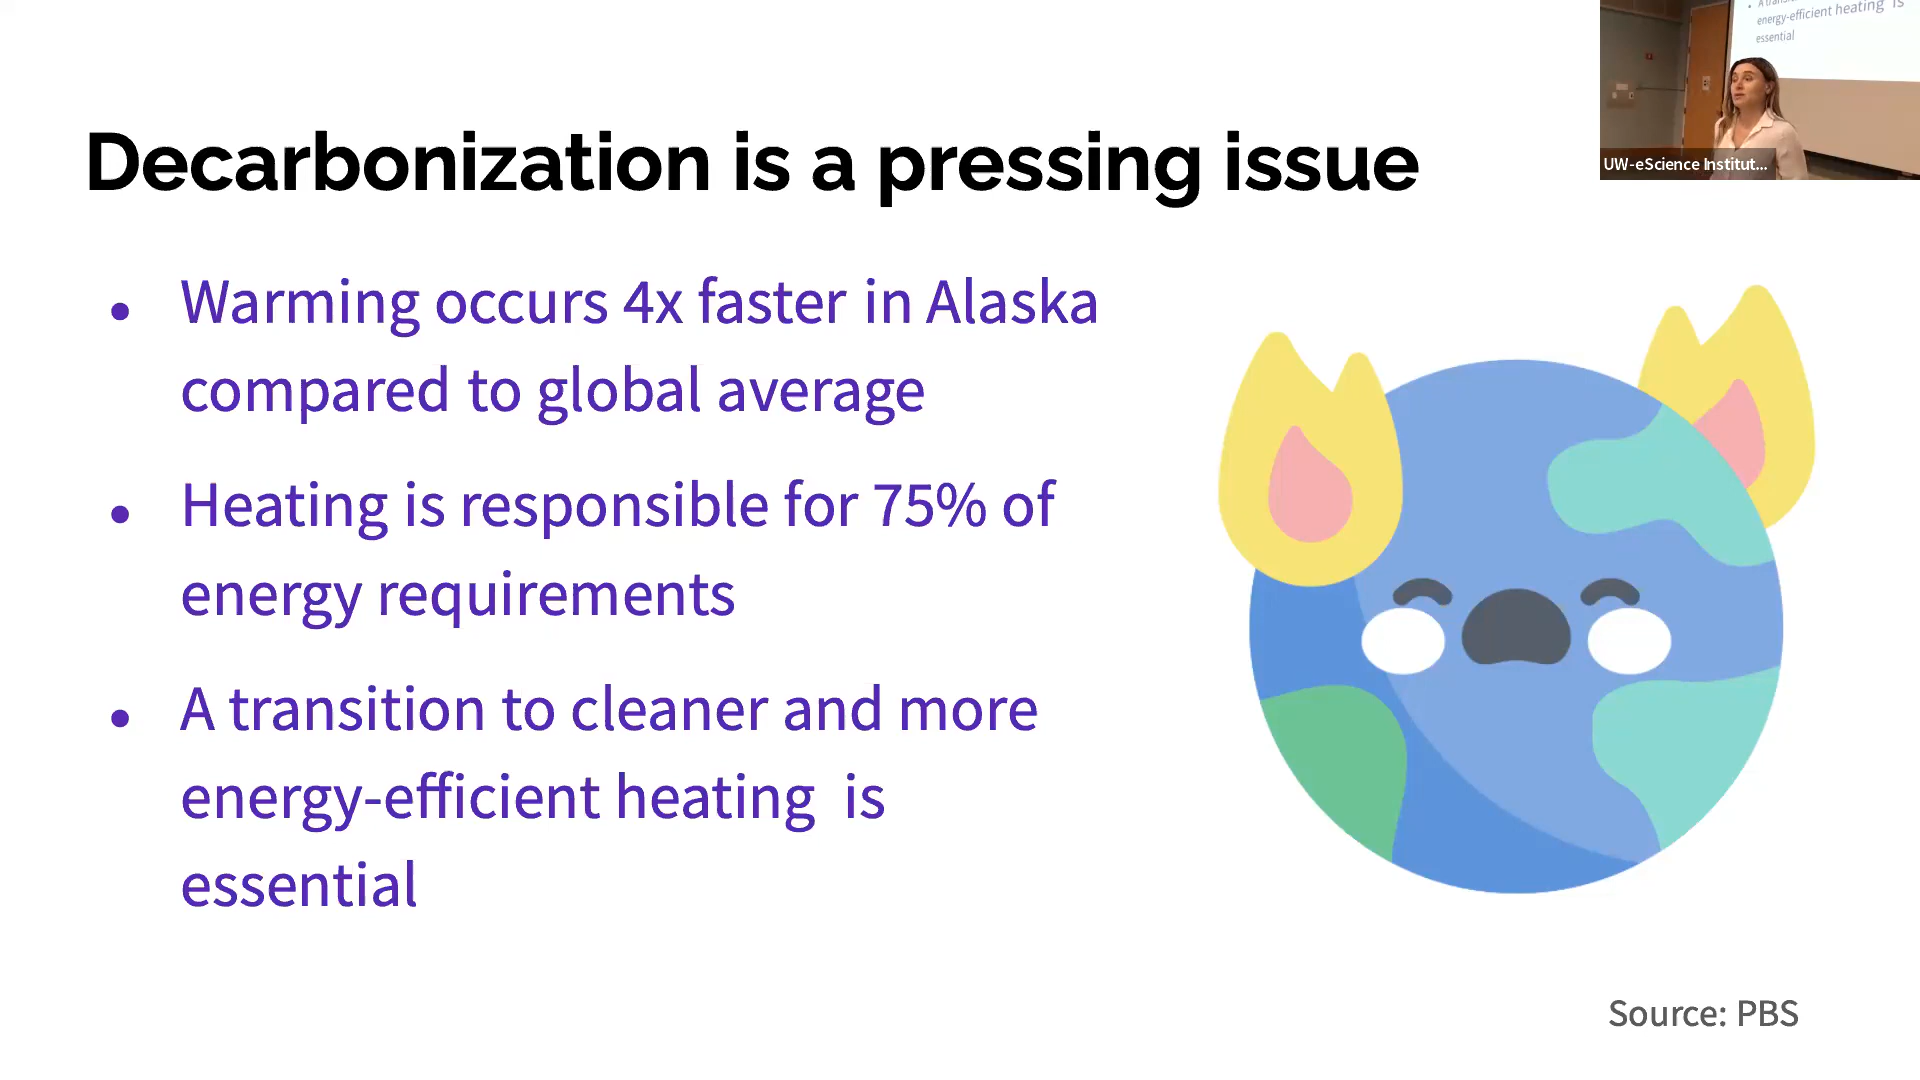 Decarbonization is a pressing issue
• Warming occurs 4x faster in Alaska
compared to global average
• Heating is responsible for 75% of
energy requirements
• A transition to cleaner and more
energy-efficient heating is
essential
Source: PBS
energy-efficient heating is
essential
UW-eScience Institut...